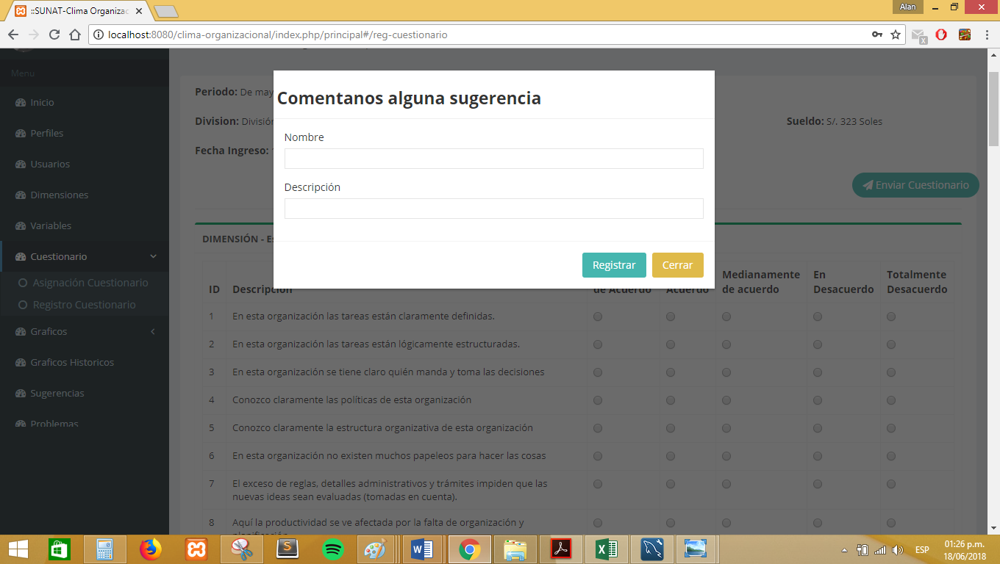 ::SUNAT-Clima Organizac
Alan
localhost:8080/clima-organizacional/index.php/principal#/reg-cuestionario
Menu
Inicio
Perfiles
Usuarios
Dimensiones
Variables
Cuestionario
Asignación Cuestionario
Registro Cuestionario
Graficos
Graficos Historicos
Sugerencias
Problemas
Periodo: De may
Division: División
Sueldo: S/. 323 Soles
Fecha Ingreso:
Enviar Cuestionario
Comentanos alguna sugerencia
Nombre
Descripción
Registrar Cerrar
DIMENSIÓN -
ID Descripción de Acuerdo Acuerdo Medianamente de acuerdo En Desacuerdo Totalmente Desacuerdo
1 En esta organización las tareas están claramente definidas.
2 En esta organización las tareas están lógicamente estructuradas.
3 En esta organización se tiene claro quién manda y toma las decisiones
4 Conozco claramente las políticas de esta organización
5 Conozco claramente la estructura organizativa de esta organización
6 En esta organización no existen muchos papeleos para hacer las cosas
7 El exceso de reglas, detalles administrativos y trámites impiden que las
nuevas ideas sean evaluadas (tomadas en cuenta).
8 Aquí la productividad se ve afectada por la falta de organización y
planificación
ESP
01:26 p.m.
18/06/2018